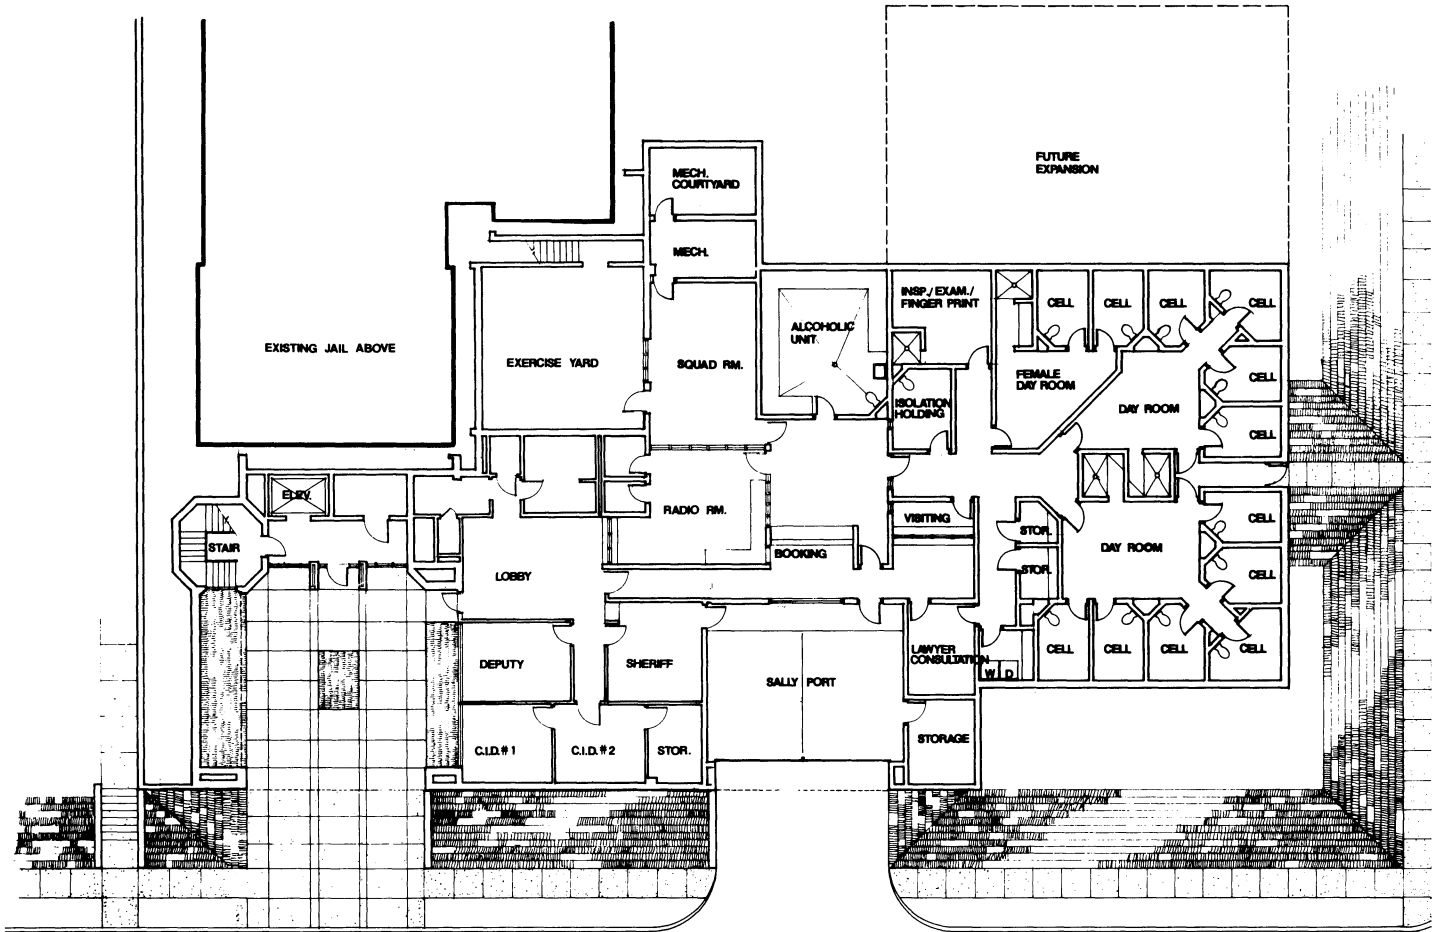 FUTURE
EXPANSION
MECH.
COURTYARD
MECH.
INSP./EXAM./
FINGER PRINT
CELL
CELL
CELL
CELL
ALCOHOLIC
UNIT
EXISTING JAIL ABOVE
EXERCISE YARD
SQUAD RM.
FEMALE
DAY ROOM
CELL
ISOLATION
HOLDING
DAY ROOM
CELL
ELEV.
RADIO RM.
VISITING
STOR.
CELL
STAIR
BOOKING
DAY ROOM
LOBBY
STOR.
CELL
DEPUTY
SHERIFF
LAWYER
CONSULTATION
CELL
CELL
CELL
CELL
W
D
SALLY PORT
C.I.D.#1
C.I.D.#2
STOR.
STORAGE